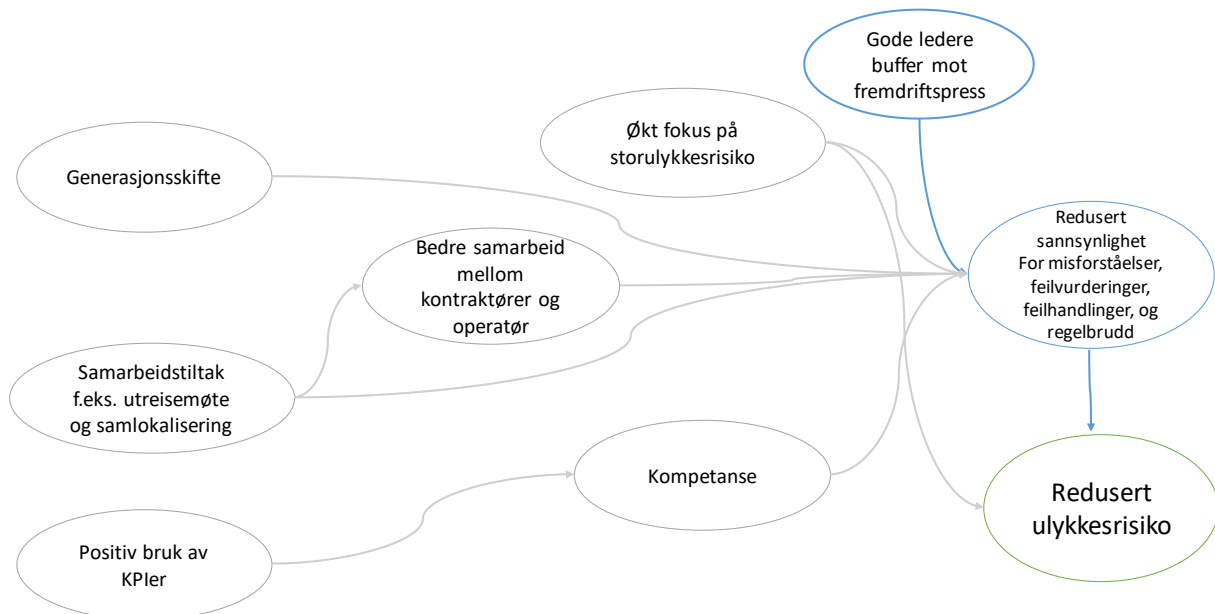 Gode ledere
buffer mot
fremdriftspress
Økt fokus på
storulykkesrisiko
Generasjonsskifte
Bedre samarbeid
mellom
kontraktører og
operatør
Redusert
sannsynlighet
For misforståelser,
feilvurderinger,
feilhandlinger, og
regelbrudd
Samarbeidstiltak
f.eks. utreisemøte
og samlokalisering
Kompetanse
Redusert
ulykkesrisiko
Positiv bruk av
KPIer